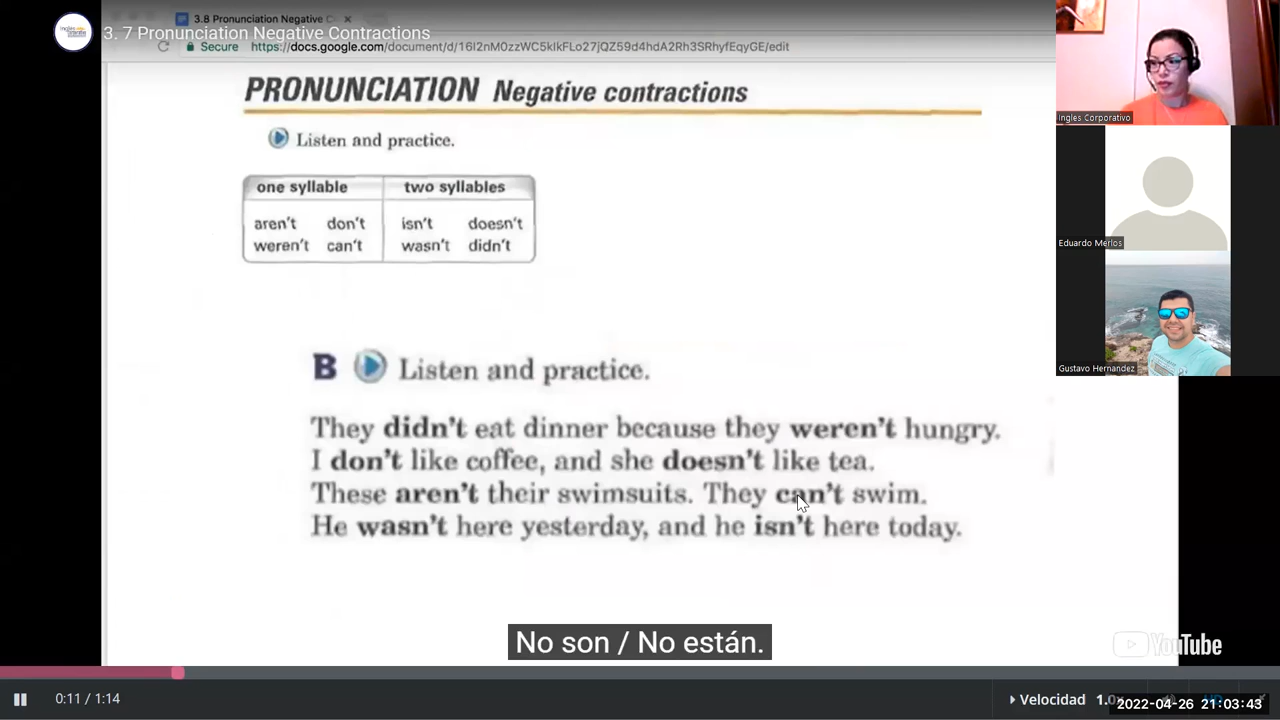 3.8 Pronunciation Negative
3. 7 Pronunciation Negative Contractions
Secure https://docs.google.com/document/d/16I2nM0zzWC5kIkFLo27jQZ59d4hdA2Rh3SRhyfEqyGE/edit
PRONUNCIATION Negative contractions
Listen and practice.
one syllable two syllables
aren't don't isn't doesn't
weren't can't wasn't didn't
B Listen and practice.
They didn't eat dinner because they weren't hungry.
I don't like coffee, and she doesn't like tea.
These aren't their swimsuits. They can't swim.
He wasn't here yesterday, and he isn't here today.
No son / No están.
YouTube
0:11 / 1:14
Velocidad 1.0
2022-04-26 21:03:43
Ingles Corporativo
Eduardo Merlos
Gustavo Hernandez